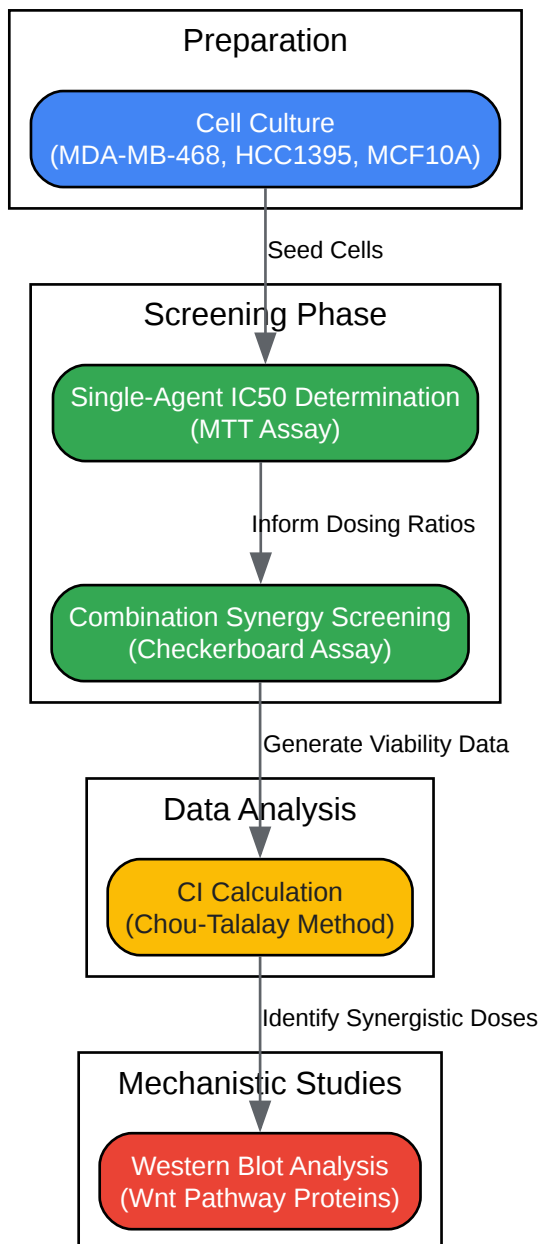 Preparation
Cell Culture
(MDA-MB-468, HCC1395, MCF10A)
Seed Cells
Screening Phase
Single-Agent IC50 Determination
(MTT Assay)
Inform Dosing Ratios
Combination Synergy Screening
(Checkerboard Assay)
Generate Viability Data
Data Analysis
CI Calculation
(Chou-Talalay Method)
Identify Synergistic Doses
Mechanistic Studies
Western Blot Analysis
(Wnt Pathway Proteins)